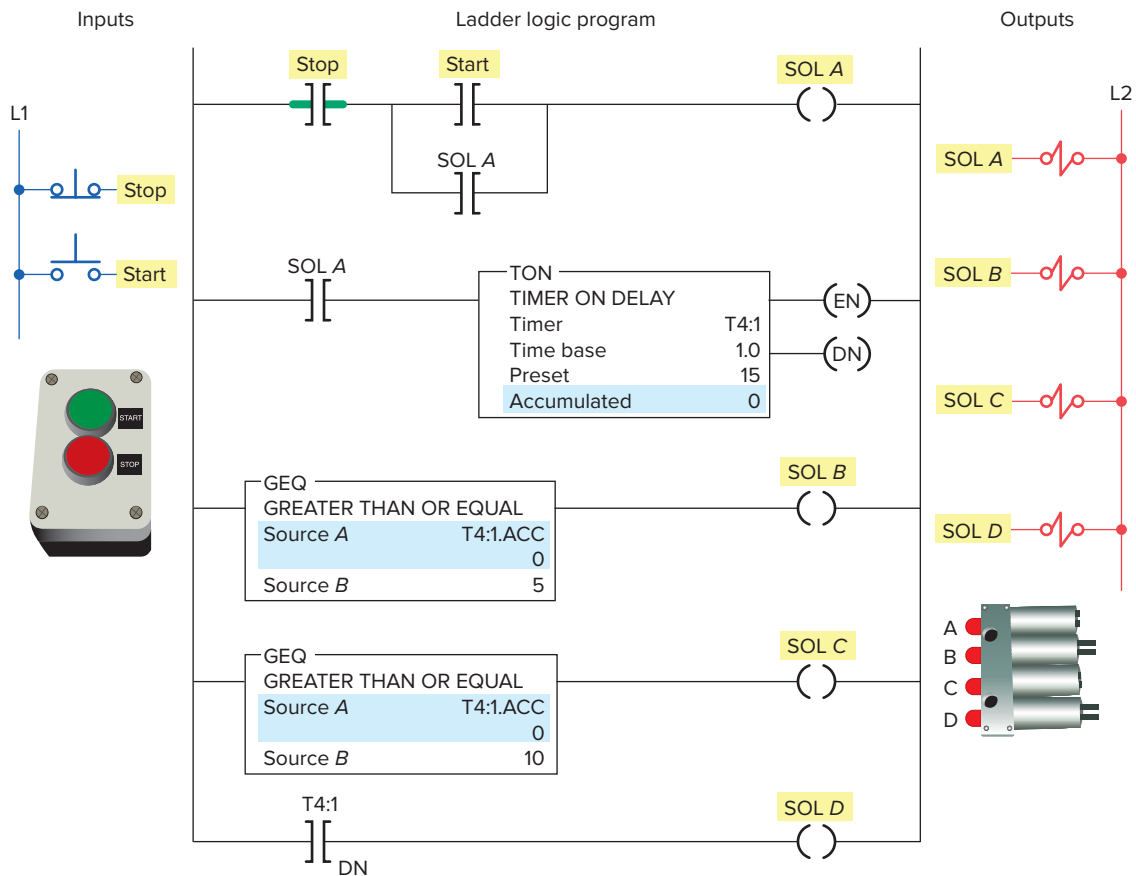 Inputs
Ladder logic program
Outputs
L1
Stop
Start
Stop
Start
SOL A
SOL A
L2
SOL A
SOL B
SOL C
SOL D
SOL A
TON
TIMER ON DELAY
Timer T4:1
Time base 1.0
Preset 15
Accumulated 0
EN
DN
START
STOP
GEQ
GREATER THAN OR EQUAL
Source A T4:1.ACC
0
Source B 5
SOL B
GEQ
GREATER THAN OR EQUAL
Source A T4:1.ACC
0
Source B 10
SOL C
T4:1
DN
SOL D
A
B
C
D